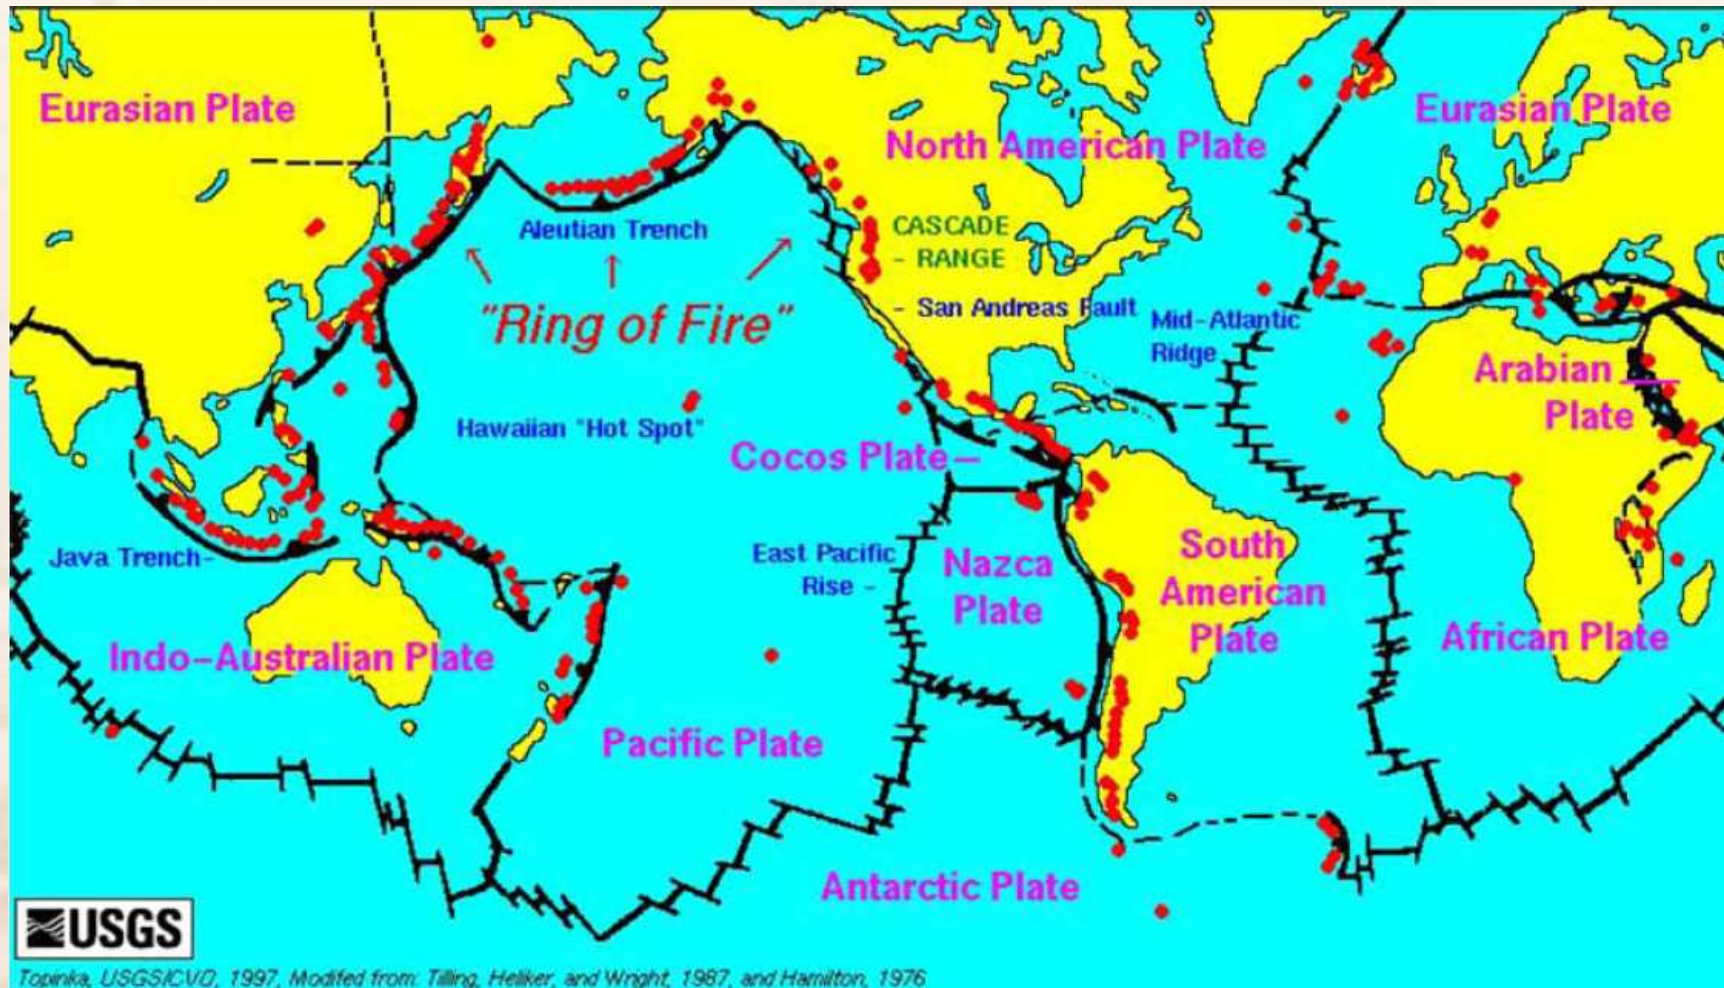 Eurasian Plate
Eurasian Plate
North American Plate
Aleutian Trench
CASCADE
- RANGE
"Ring of Fire"
- San Andreas Fault
Mid-Atlantic
Ridge
Arabian
Plate
Hawaiian "Hot Spot"
Cocos Plate
Java Trench-
East Pacific
Rise -
Nazca
Plate
South
American
Plate
Indo-Australian Plate
African Plate
Pacific Plate
Antarctic Plate
USGS
Topinka, USGS/CVO, 1997, Modified from: Tilling, Heliker, and Wright, 1987, and Hamilton, 1976